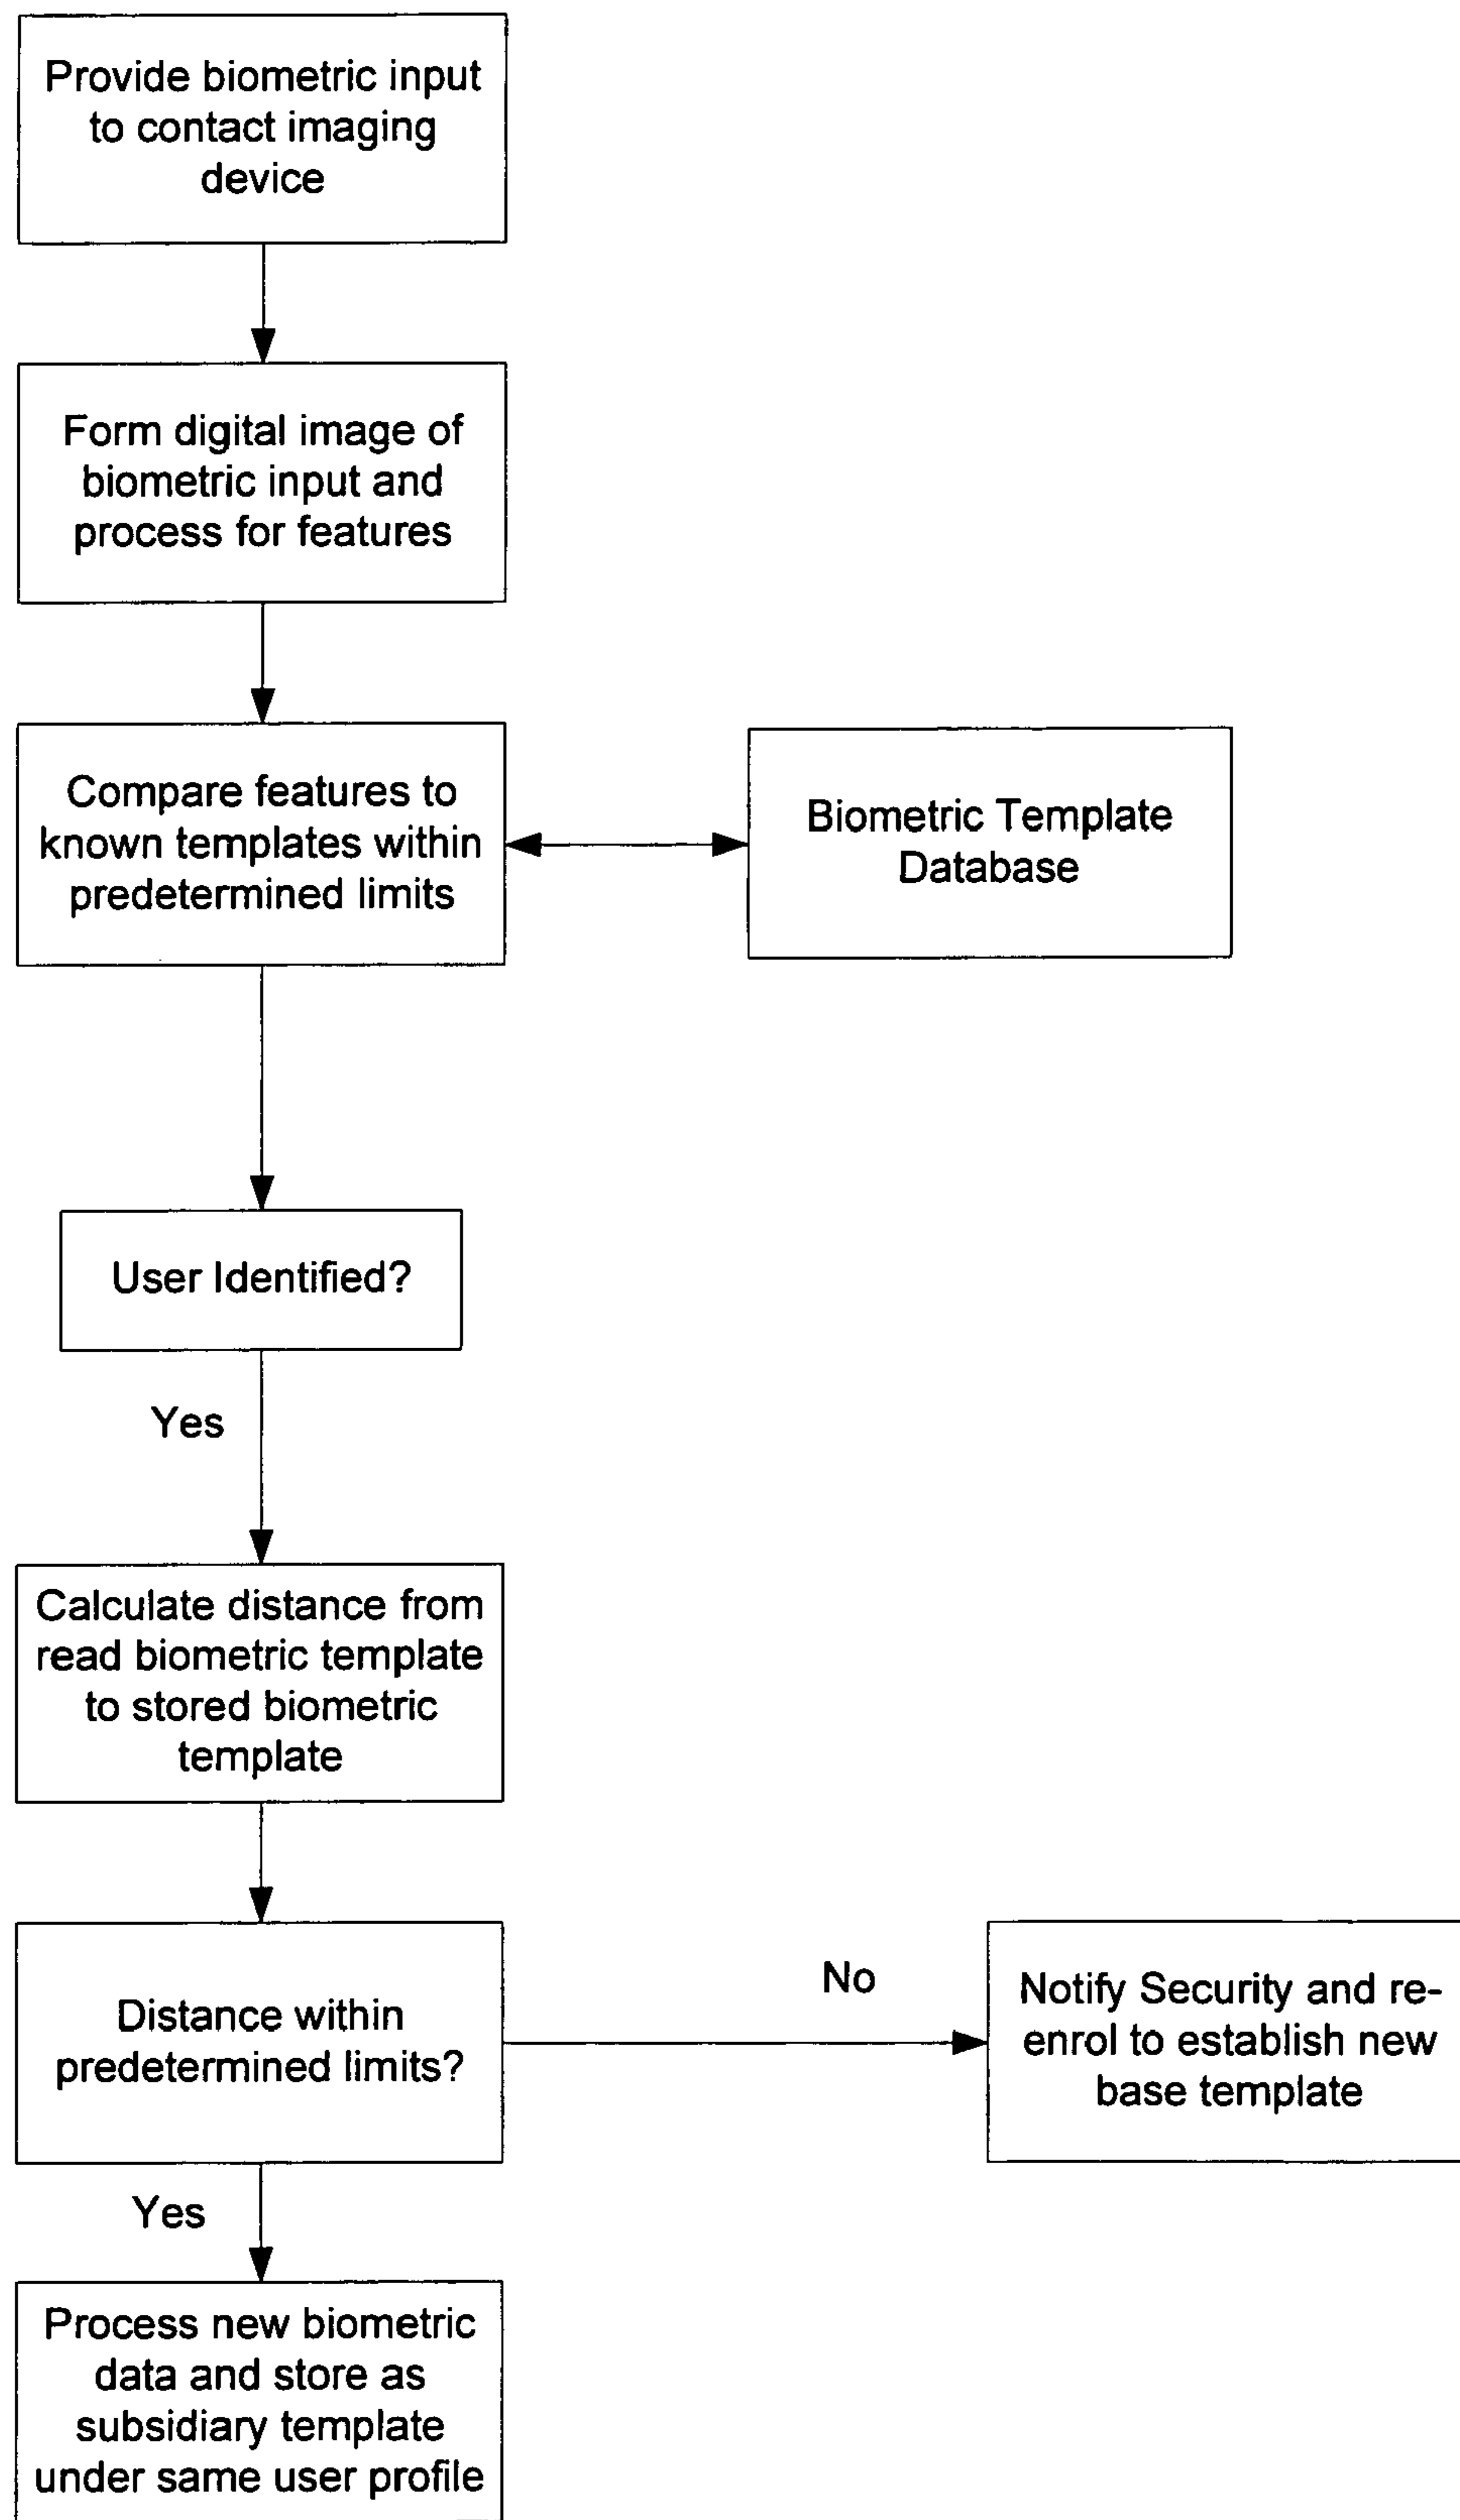 Provide biometric input
to contact imaging
device
Form digital image of
biometric input and
process for features
Compare features to
known templates within
predetermined limits
Biometric Template
Database
User Identified?
Yes
Calculate distance from
read biometric template
to stored biometric
template
Distance within
predetermined limits?
No
Notify Security and re-
enrol to establish new
base template
Yes
Process new biometric
data and store as
subsidiary template
under same user profile